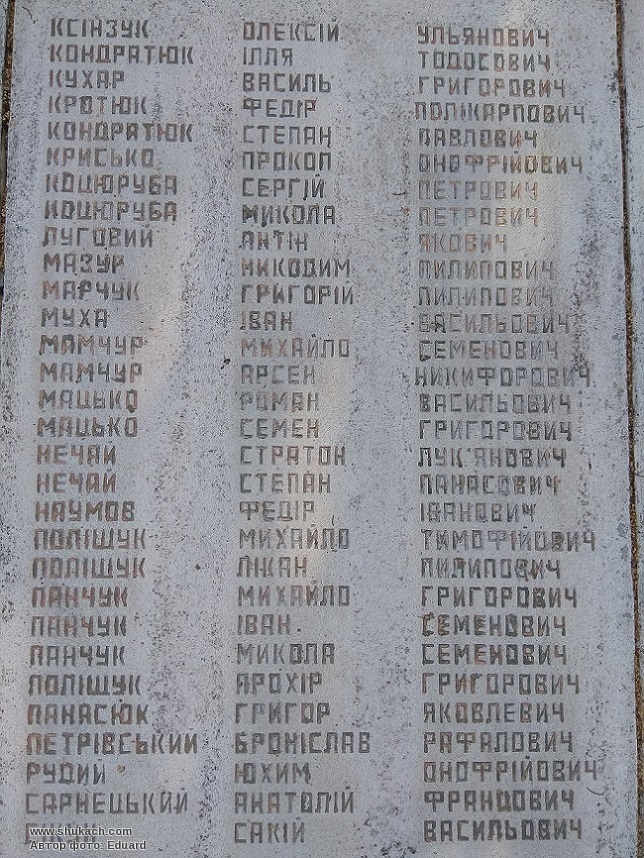 КСІНЗУК ОЛЕКСІЙ УЛЬЯНОВИЧ
КОНДРАТЮК ІЛЛЯ ТОДОСОВИЧ
КУХАР ВАСИЛЬ ГРИГОРОВИЧ
КРОТЮК ФЕДІР ПОЛІКАРПОВИЧ
КОНДРАТЮК СТЕПАН ПАВЛОВИЧ
КРИСЬКО ПРОКОП ОНОФРІЙОВИЧ
КОЦЮРУБА СЕРГІЙ ПЕТРОВИЧ
КОЦЮРУБА МИКОЛА ПЕТРОВИЧ
ЛУГОВИЙ АНТІН ЯКОВИЧ
МАЗУР НИКОДИМ ПИЛИПОВИЧ
МАРЧУК ГРИГОРІЙ ПИЛИПОВИЧ
МУХА ІВАН ВАСИЛЬОВИЧ
МАМЧУР МИХАЙЛО СЕМЕНОВИЧ
МАМЧУР АРСЕН НИКИФОРОВИЧ
МАЦЬКО РОМАН ВАСИЛЬОВИЧ
МАЦЬКО СЕМЕН ГРИГОРОВИЧ
НЕЧАЙ СТРАТОН ЛУК'ЯНОВИЧ
НЕЧАЙ СТЕПАН ПАНАСОВИЧ
НАУМОВ ФЕДІР ІВАНОВИЧ
ПОЛІЩУК МИХАЙЛО ТИМОФІЙОВИЧ
ПОЛІЩУК ЛІКАН ПИЛИПОВИЧ
ПАНЧУК МИХАЙЛО ГРИГОРОВИЧ
ПАНЧУК ІВАН СЕМЕНОВИЧ
ПАНЧУК МИКОЛА СЕМЕНОВИЧ
ПОЛІЩУК ЯРОХІР ГРИГОРОВИЧ
ПАНАСЮК ГРИГОР ЯКОВЛЕВИЧ
ПЕТРІВСЬКИЙ БРОНІСЛАВ РАФАЛОВИЧ
РУДИЙ ЮХИМ ОНОФРІЙОВИЧ
САРНЕЦЬКИЙ АНАТОЛІЙ ФРАНЦОВИЧ
САКІЙ ВАСИЛЬОВИЧ
www.shukach.com
Автор фото: Eduard